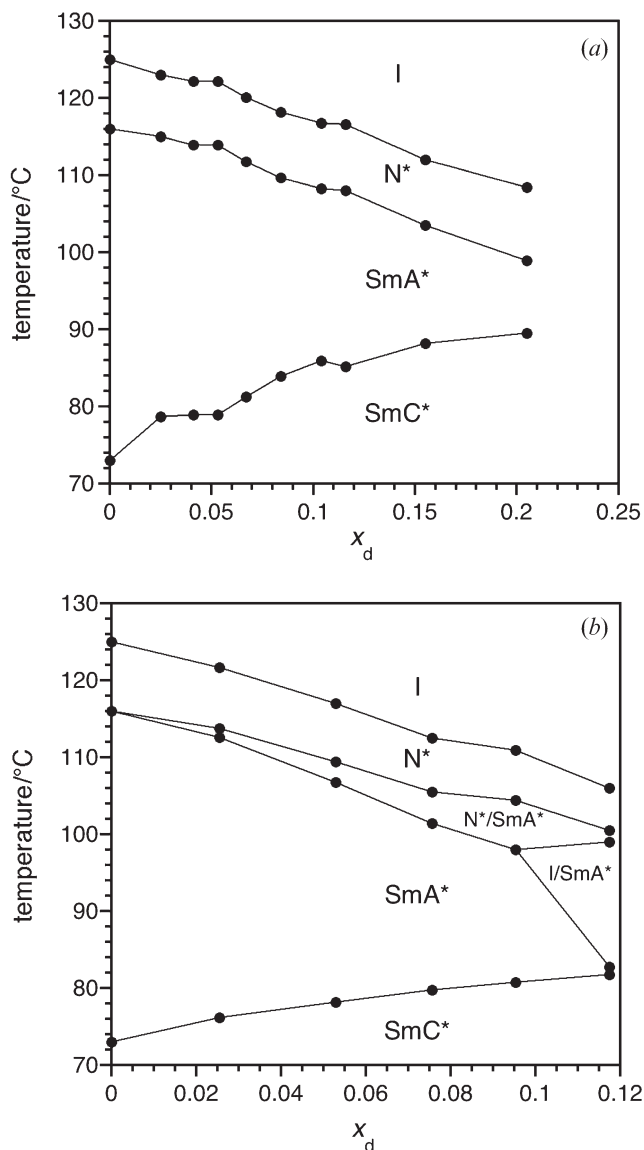 130
(a)
I
120
N*
110
temperature/°C
100
SmA*
90
SmC*
80
70
0
0.05
0.1
0.15
0.2
0.25
xd
130
(b)
I
120
N*
110
N*/SmA*
temperature/°C
100
I/SmA*
SmA*
90
80
SmC*
70
0
0.02
0.04
0.06
0.08
0.1
0.12
xd